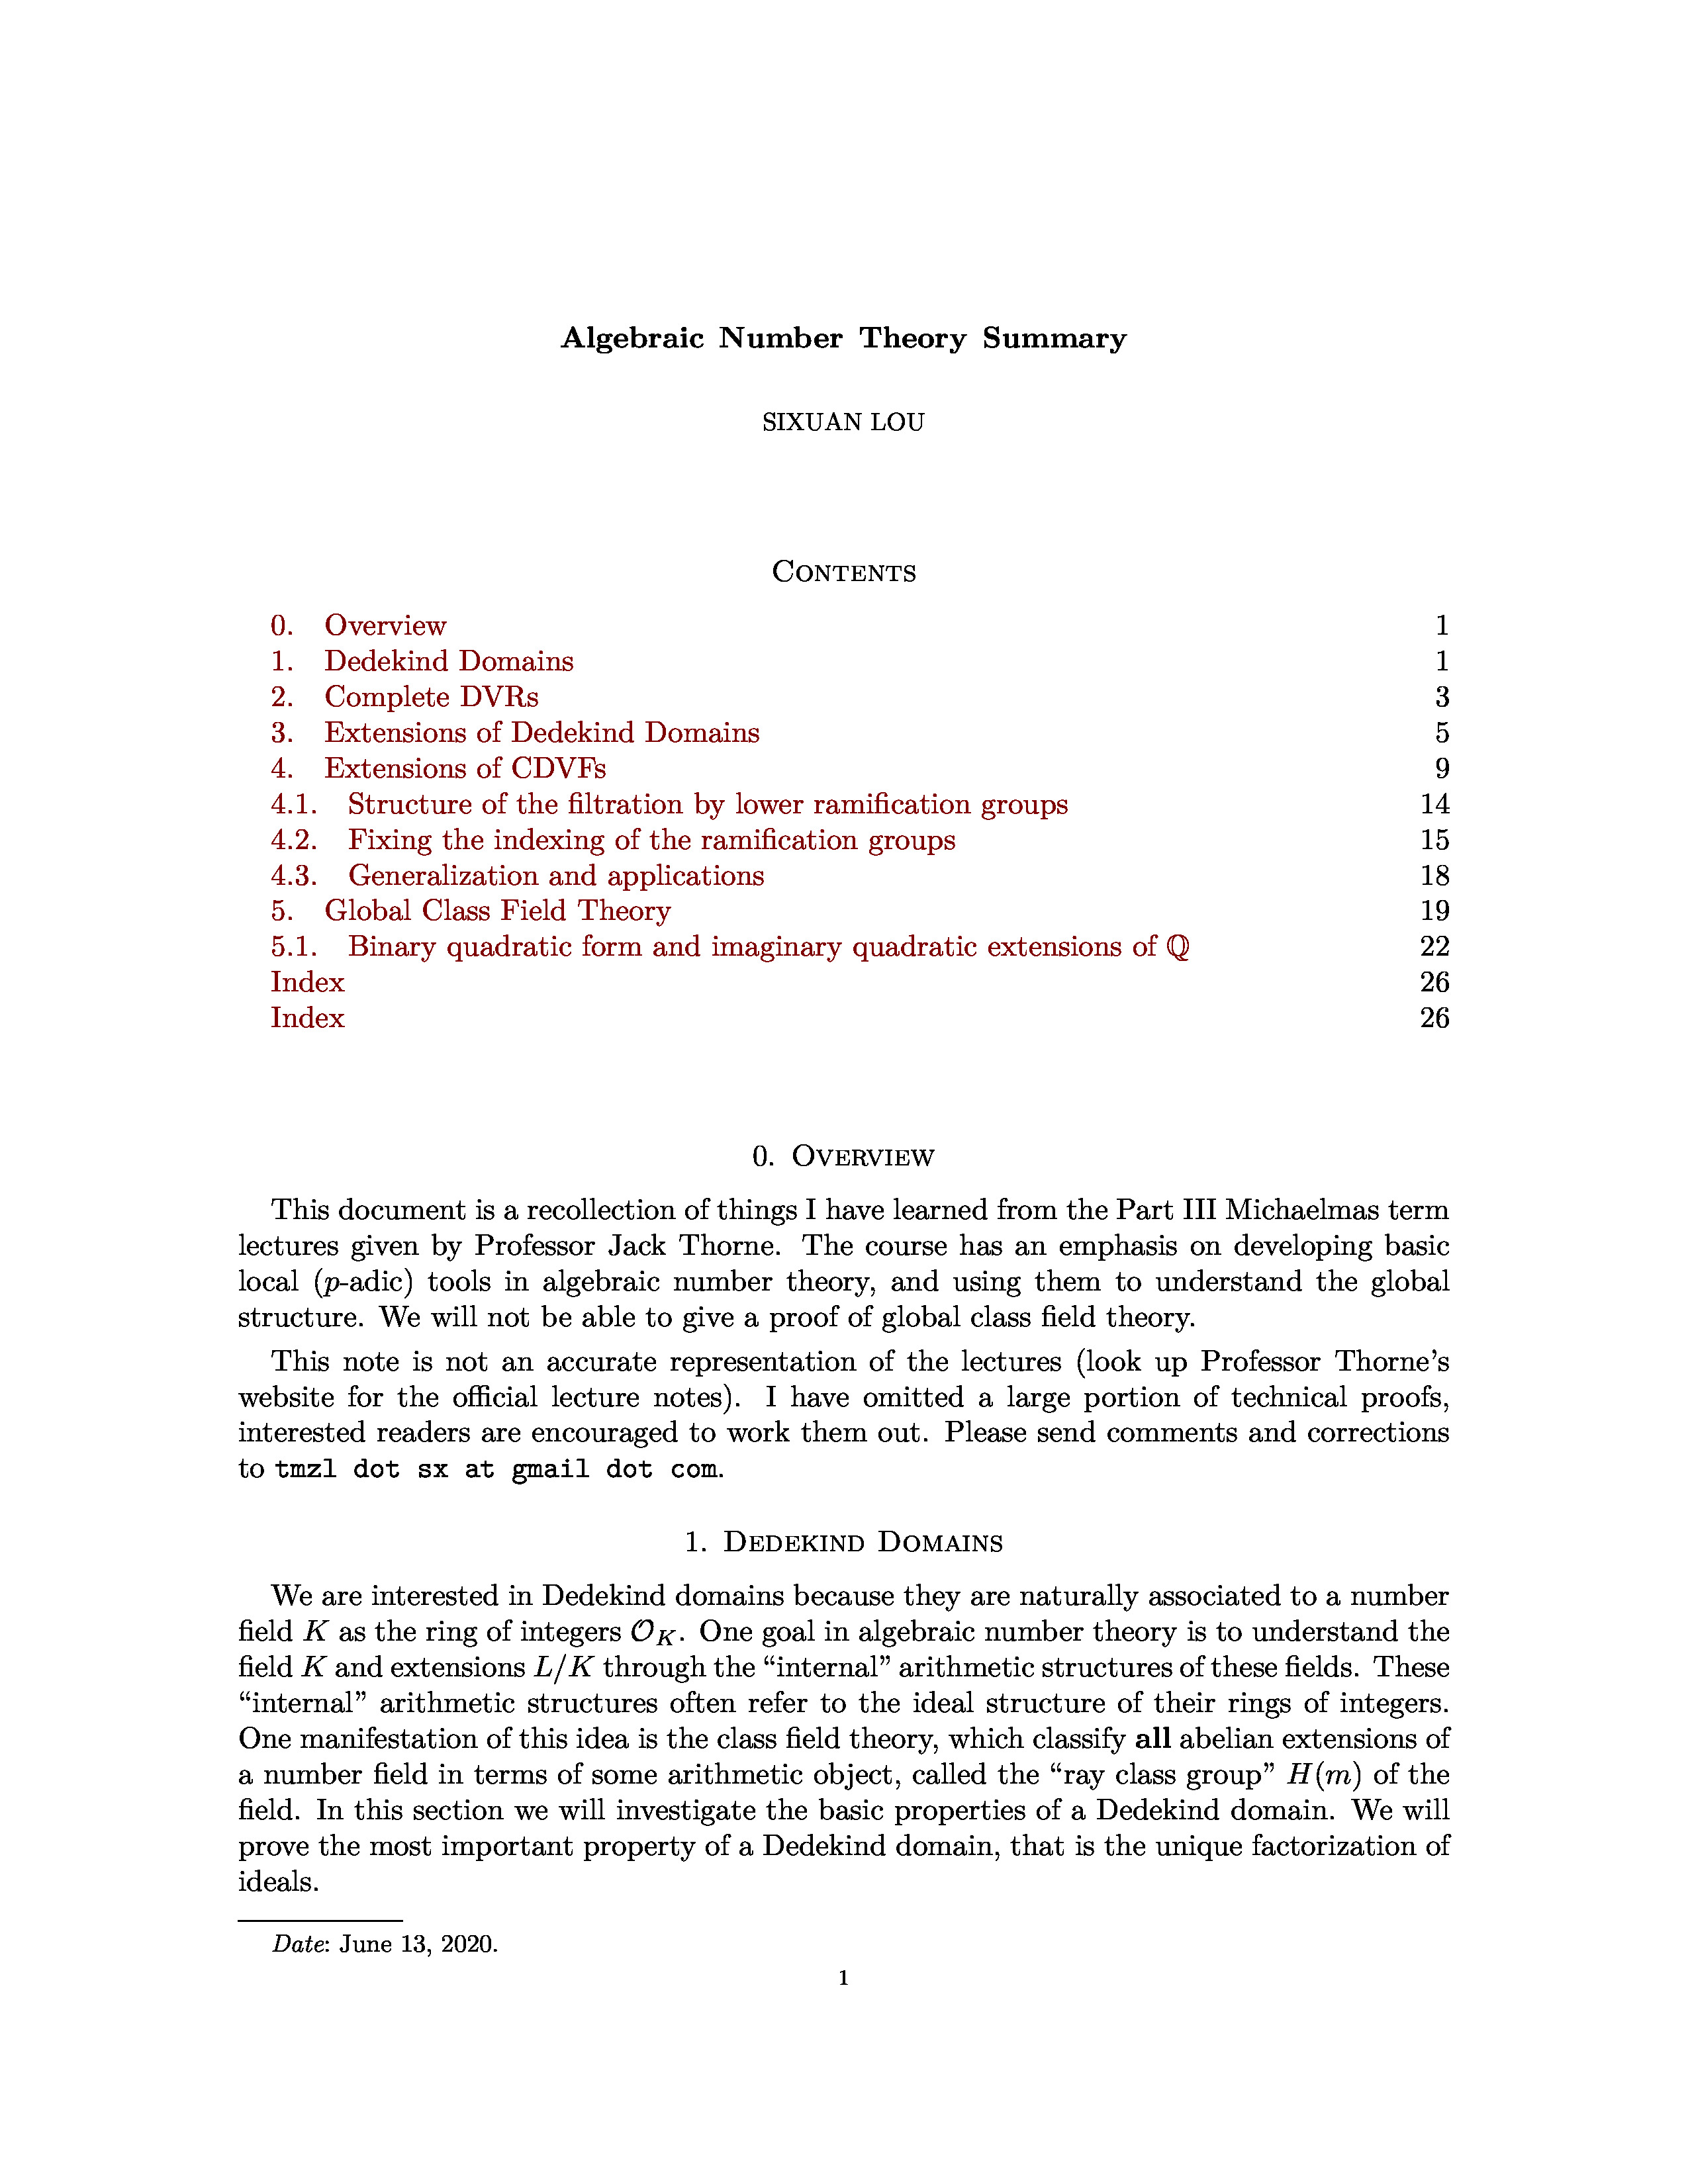 Algebraic Number Theory Summary
SIXUAN LOU
CONTENTS
0. Overview 1
1. Dedekind Domains 1
2. Complete DVRs 3
3. Extensions of Dedekind Domains 5
4. Extensions of CDVFs 9
4.1. Structure of the filtration by lower ramification groups 14
4.2. Fixing the indexing of the ramification groups 15
4.3. Generalization and applications 18
5. Global Class Field Theory 19
5.1. Binary quadratic form and imaginary quadratic extensions of ℚ 22
Index 26
Index 26
0. OVERVIEW
This document is a recollection of things I have learned from the Part III Michaelmas term
lectures given by Professor Jack Thorne. The course has an emphasis on developing basic
local (p-adic) tools in algebraic number theory, and using them to understand the global
structure. We will not be able to give a proof of global class field theory.
This note is not an accurate representation of the lectures (look up Professor Thorne's
website for the official lecture notes). I have omitted a large portion of technical proofs,
interested readers are encouraged to work them out. Please send comments and corrections
to tmzl dot sx at gmail dot com.
1. DEDEKIND DOMAINS
We are interested in Dedekind domains because they are naturally associated to a number
field K as the ring of integers 𝒪_K. One goal in algebraic number theory is to understand the
field K and extensions L/K through the “internal” arithmetic structures of these fields. These
“internal” arithmetic structures often refer to the ideal structure of their rings of integers.
One manifestation of this idea is the class field theory, which classify all abelian extensions of
a number field in terms of some arithmetic object, called the “ray class group” H(m) of the
field. In this section we will investigate the basic properties of a Dedekind domain. We will
prove the most important property of a Dedekind domain, that is the unique factorization of
ideals.
Date: June 13, 2020.
1